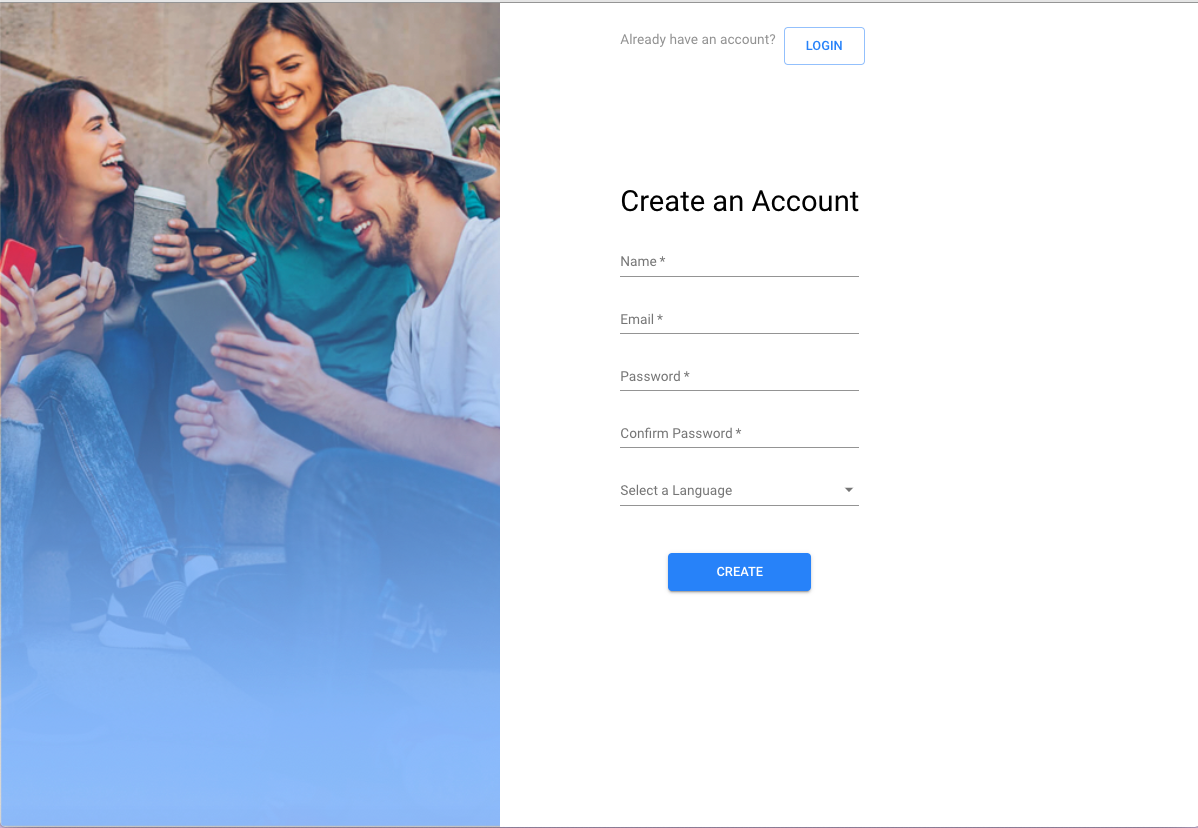 Already have an account?
LOGIN
Create an Account
Name *
Email *
Password *
Confirm Password *
Select a Language
CREATE